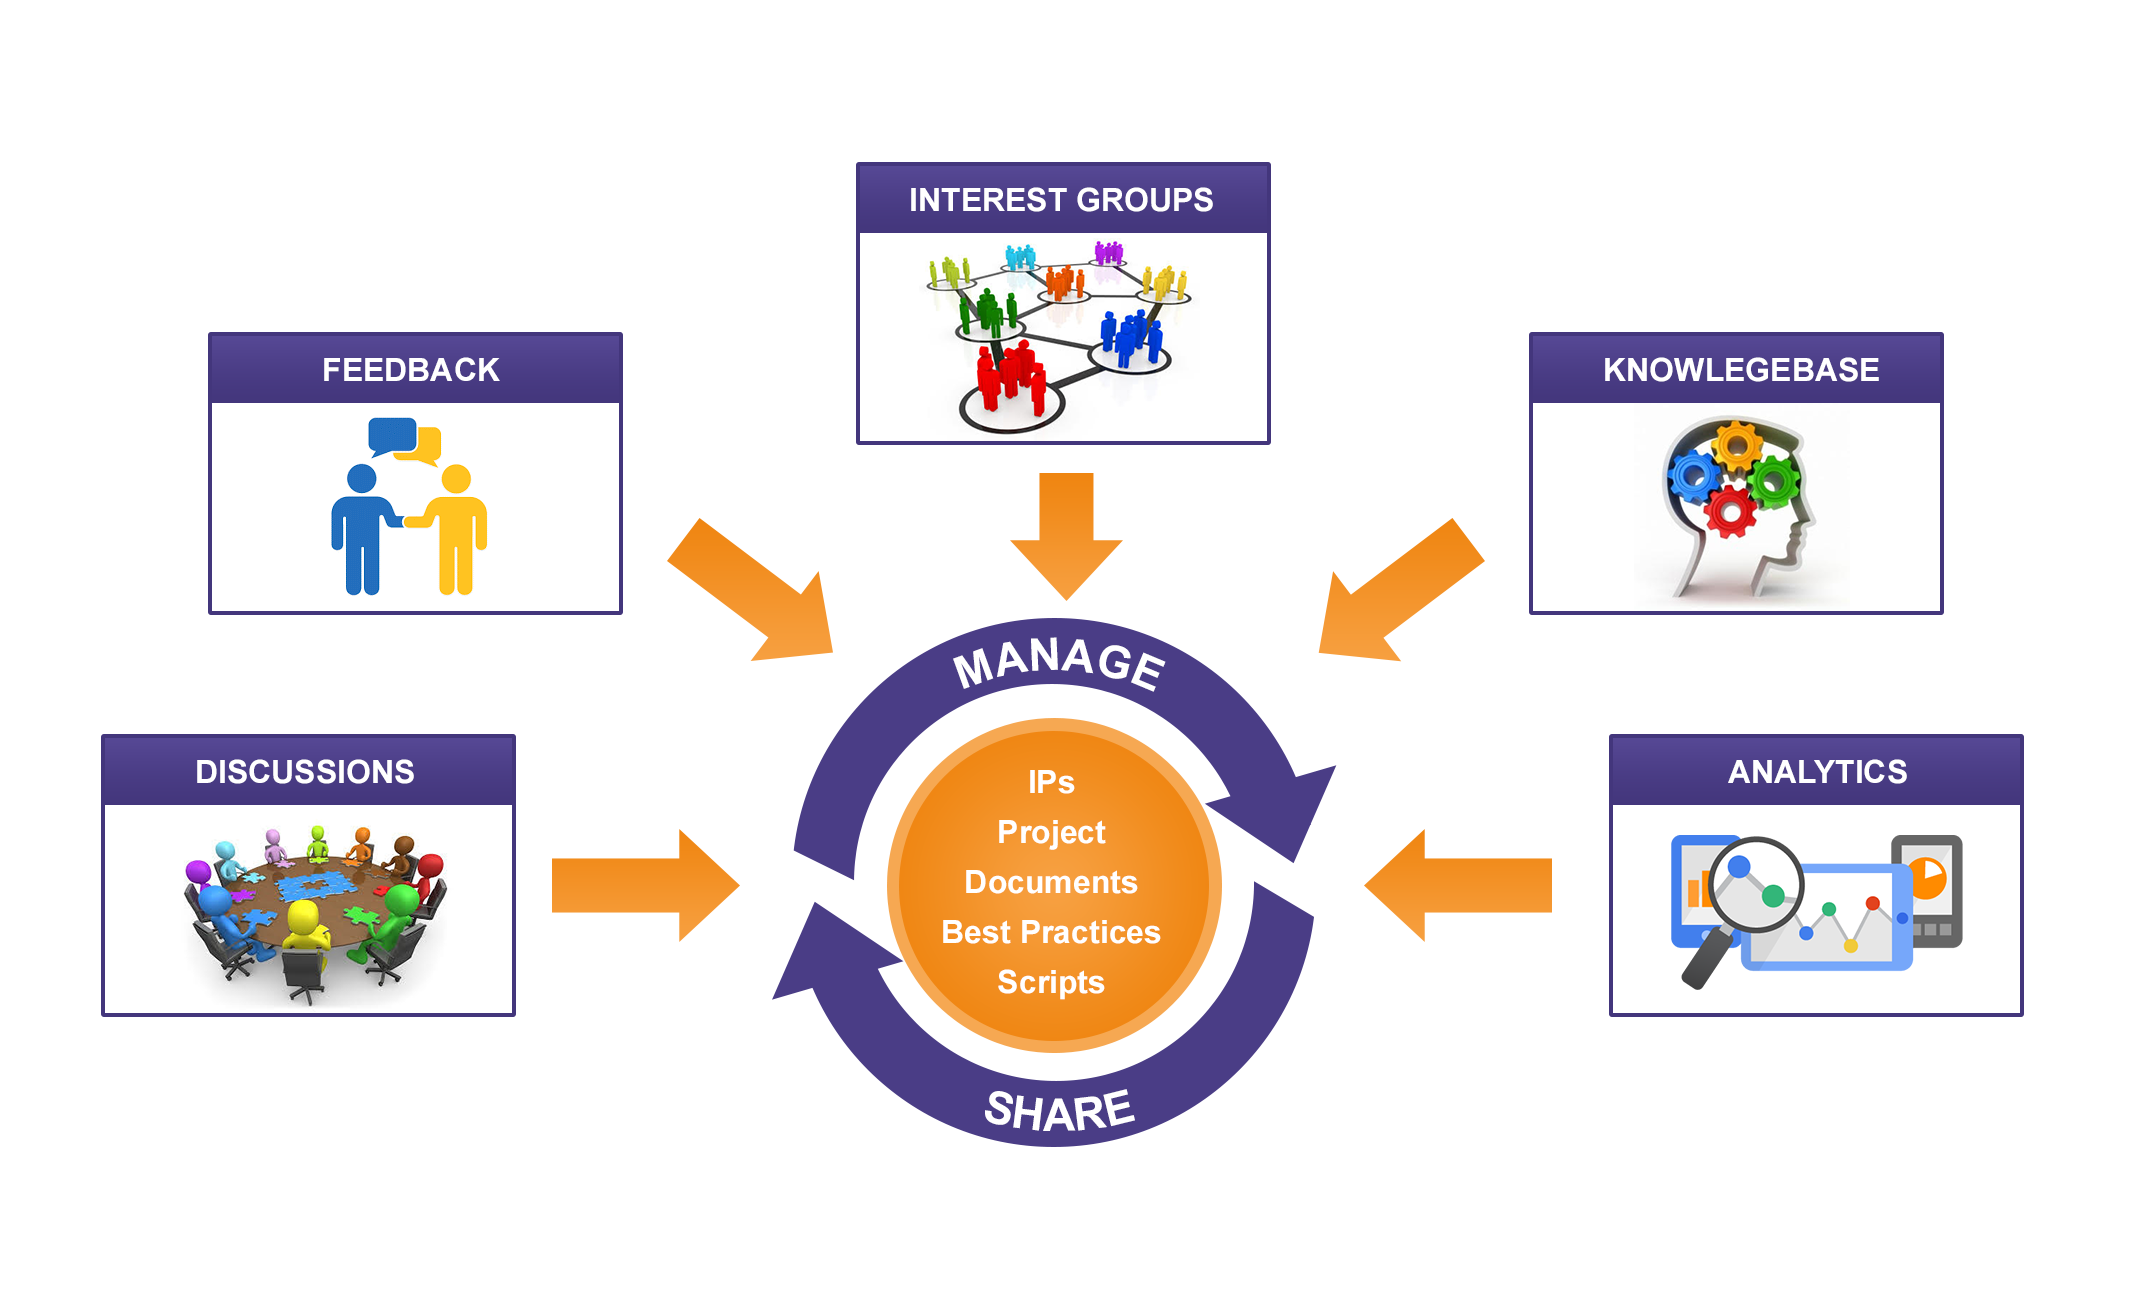 INTEREST GROUPS
FEEDBACK
KNOWLEGEBASE
MANAGE
DISCUSSIONS
ANALYTICS
IPs
Project
Documents
Best Practices
Scripts
SHARE